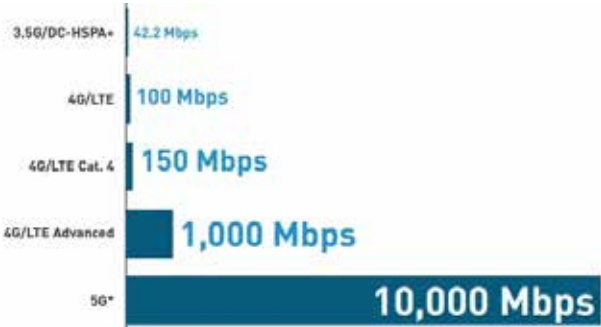 3.5G/DC-HSPA+ 42.2 Mbps
4G/LTE 100 Mbps
4G/LTE Cat. 4 150 Mbps
4G/LTE Advanced 1,000 Mbps
5G* 10,000 Mbps